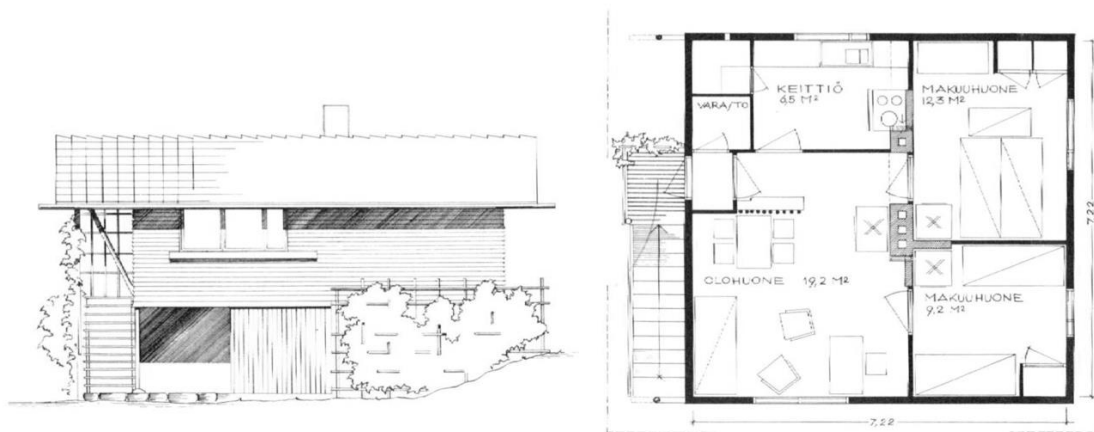 KEITTIÖ
6,5 M²
MAKUUHUONE
12,3 M²
VARASTO
OLOHUONE 19,2 M²
MAKUUHUONE
9,2 M²
7,22
7,22